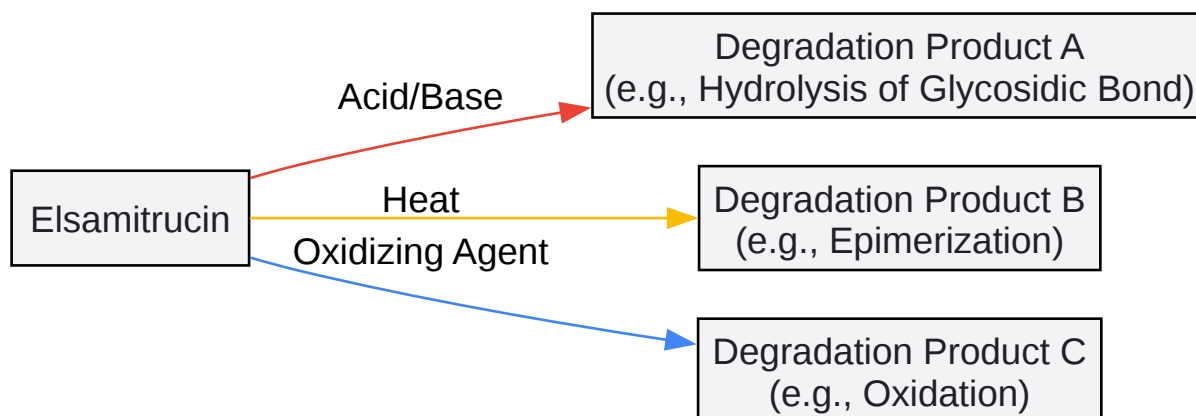 Degradation Product A
(e.g., Hydrolysis of Glycosidic Bond)
Acid/Base
Elsamitrucin
Heat
Degradation Product B
(e.g., Epimerization)
Oxidizing Agent
Degradation Product C
(e.g., Oxidation)